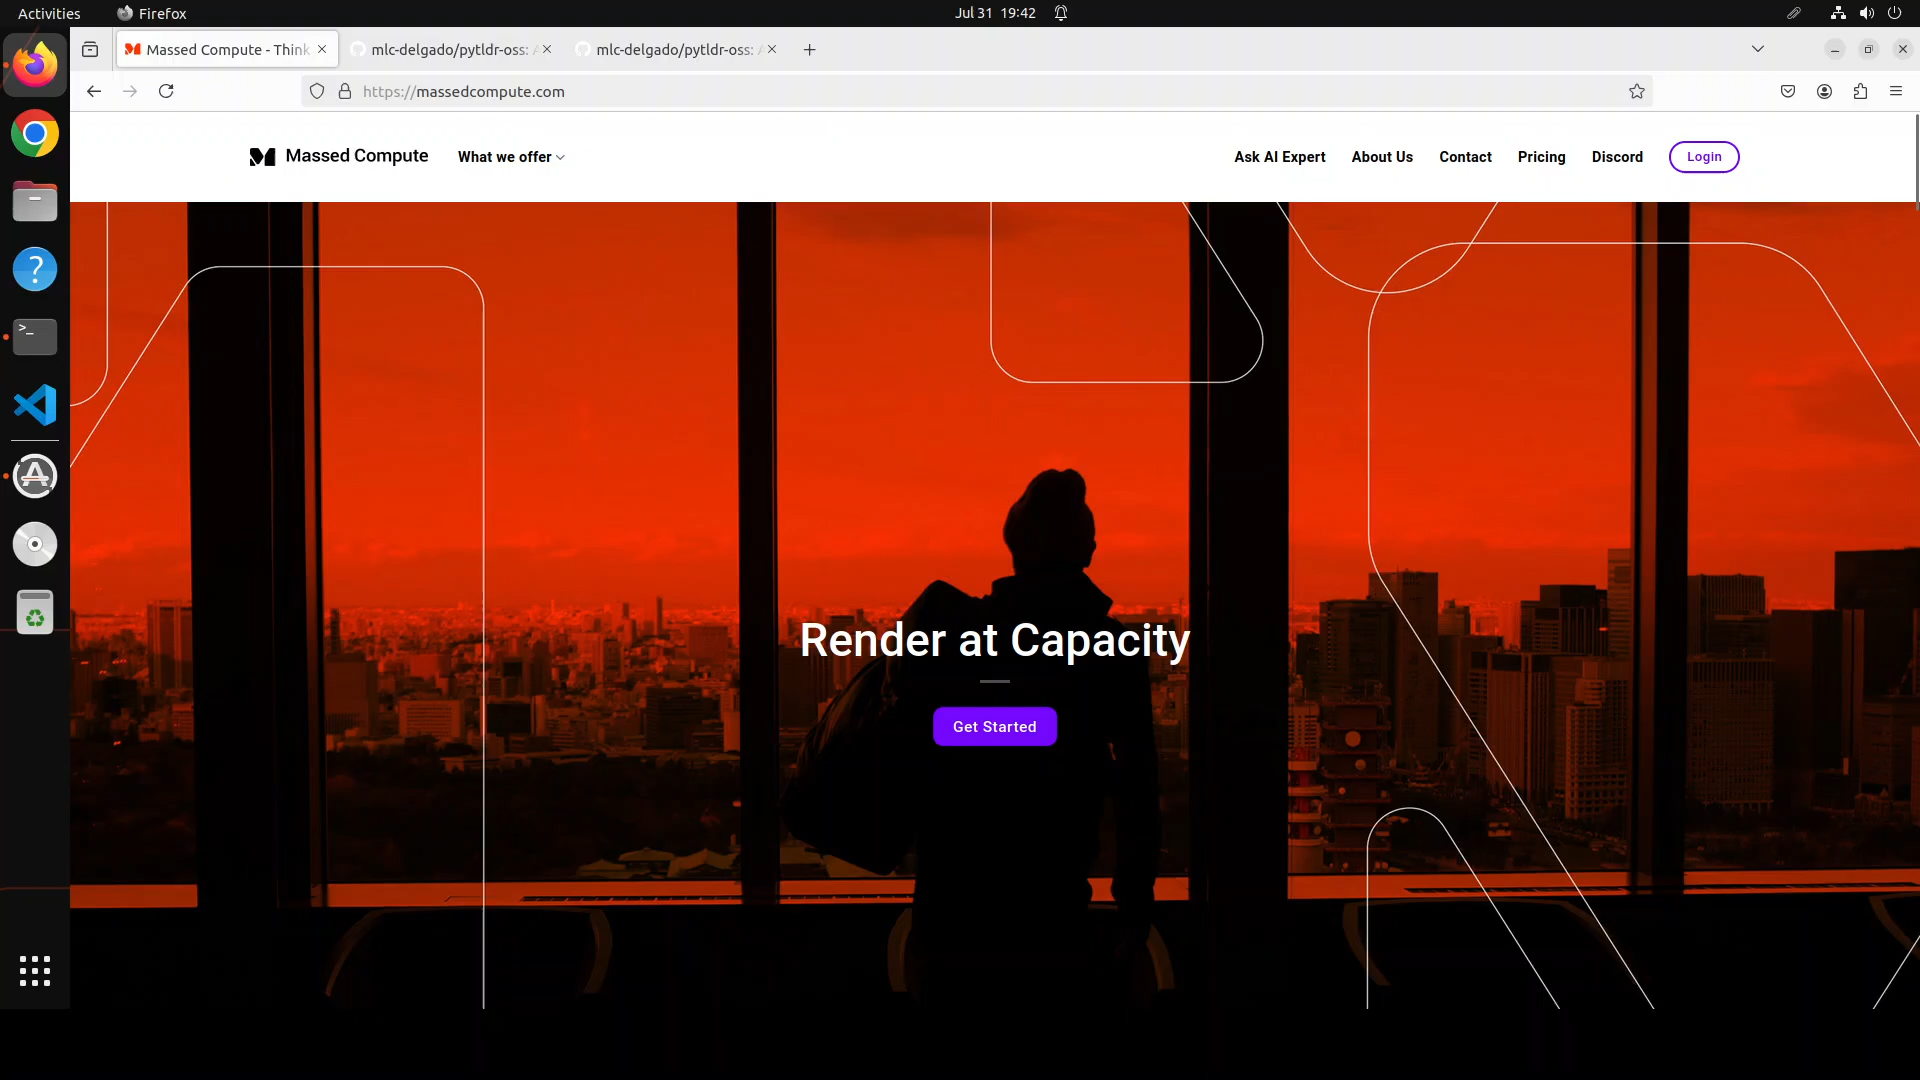 Activities
Firefox
Jul 31 19:42
Massed Compute - Think
mlc-delgado/pytldr-oss: A
mlc-delgado/pytldr-oss: A
https://massedcompute.com
Massed Compute
What we offer
Ask AI Expert
About Us
Contact
Pricing
Discord
Login
Render at Capacity
Get Started